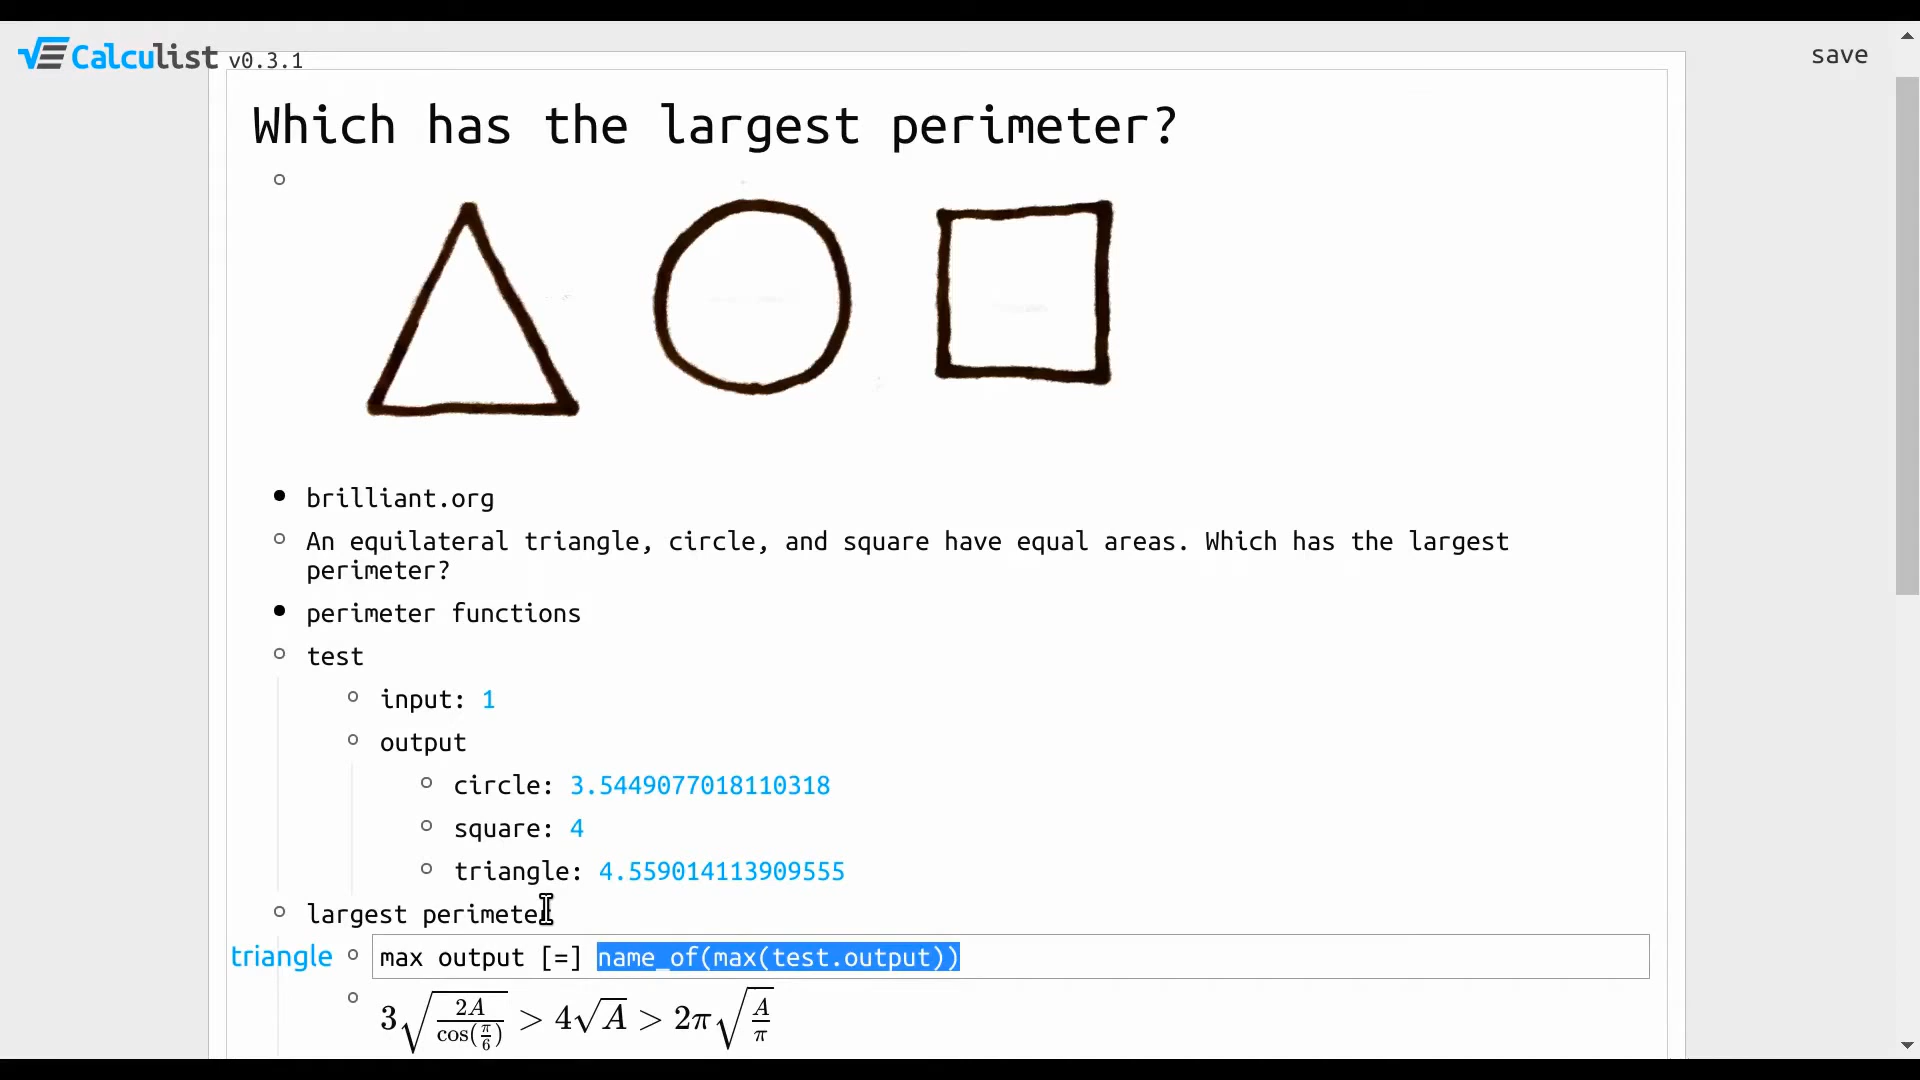 Calculist v0.3.1
save
Which has the largest perimeter?
brilliant.org
An equilateral triangle, circle, and square have equal areas. Which has the largest
perimeter?
perimeter functions
test
input: 1
output
circle: 3.5449077018110318
square: 4
triangle: 4.559014113909555
largest perimeter
triangle
max output [=] name_of(max(test.output))
3√(2A/cos(π/6)) > 4√A > 2π√(A/π)